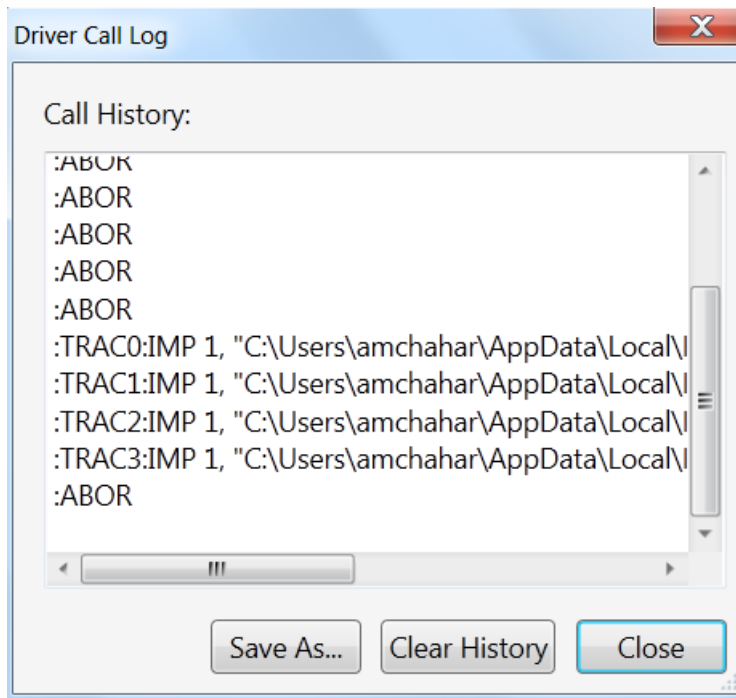 Driver Call Log
Call History:
:ABOR
:ABOR
:ABOR
:ABOR
:ABOR
:TRAC0:IMP 1, "C:\Users\amchahar\AppData\Local\
:TRAC1:IMP 1, "C:\Users\amchahar\AppData\Local\
:TRAC2:IMP 1, "C:\Users\amchahar\AppData\Local\
:TRAC3:IMP 1, "C:\Users\amchahar\AppData\Local\
:ABOR
Save As...
Clear History
Close